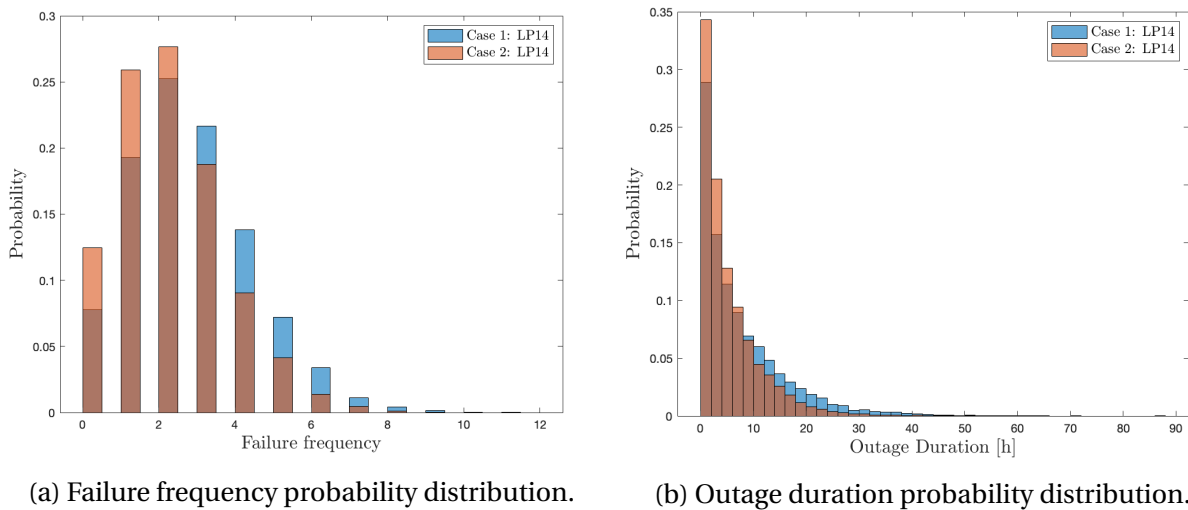 Case 1: LP14
Case 2: LP14
0.25
0.2
0.15
0.1
0.05
0
Probability
0 2 4 6 8 10 12
Failure frequency
(a) Failure frequency probability distribution.
Case 1: LP14
Case 2: LP14
0.35
0.3
0.25
0.2
0.15
0.1
0.05
0
Probability
0 10 20 30 40 50 60 70 80 90
Outage Duration [h]
(b) Outage duration probability distribution.